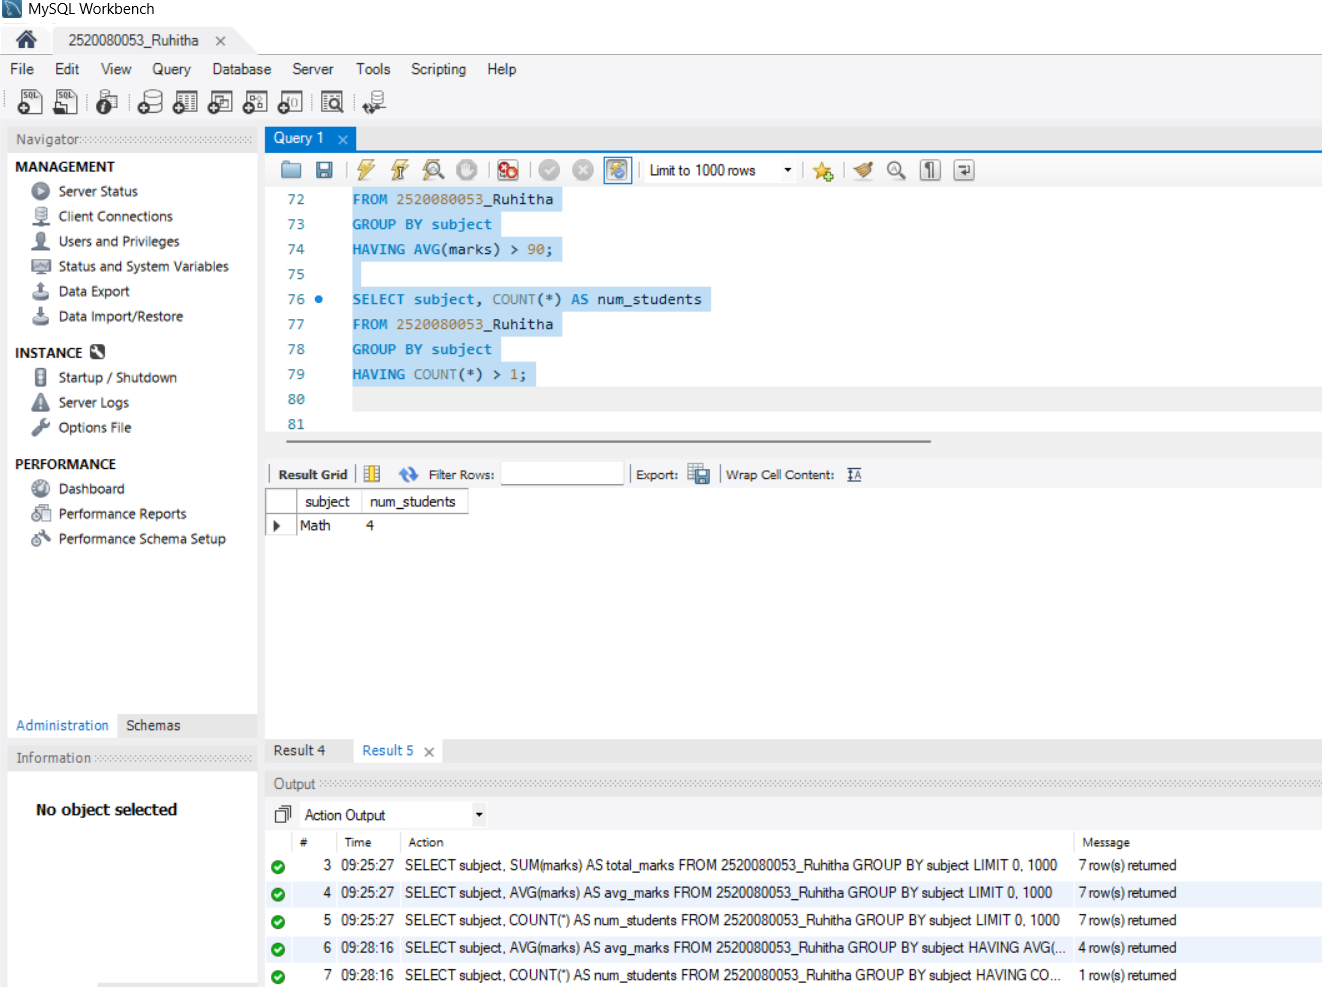 MySQL Workbench
2520080053_Ruhitha
File Edit View Query Database Server Tools Scripting Help
Navigator
MANAGEMENT
Server Status
Client Connections
Users and Privileges
Status and System Variables
Data Export
Data Import/Restore
INSTANCE
Startup / Shutdown
Server Logs
Options File
PERFORMANCE
Dashboard
Performance Reports
Performance Schema Setup
Administration Schemas
Information
No object selected
Query 1
Limit to 1000 rows
72 FROM 2520080053_Ruhitha
73 GROUP BY subject
74 HAVING AVG(marks) > 90;
75
76 SELECT subject, COUNT(*) AS num_students
77 FROM 2520080053_Ruhitha
78 GROUP BY subject
79 HAVING COUNT(*) > 1;
80
81
Result Grid Filter Rows: Export: Wrap Cell Content:
subject num_students
Math 4
Result 4 Result 5
Output
Action Output
# Time Action Message
3 09:25:27 SELECT subject, SUM(marks) AS total_marks FROM 2520080053_Ruhitha GROUP BY subject LIMIT 0, 1000 7 row(s) returned
4 09:25:27 SELECT subject, AVG(marks) AS avg_marks FROM 2520080053_Ruhitha GROUP BY subject LIMIT 0, 1000 7 row(s) returned
5 09:25:27 SELECT subject, COUNT(*) AS num_students FROM 2520080053_Ruhitha GROUP BY subject LIMIT 0, 1000 7 row(s) returned
6 09:28:16 SELECT subject, AVG(marks) AS avg_marks FROM 2520080053_Ruhitha GROUP BY subject HAVING AVG(... 4 row(s) returned
7 09:28:16 SELECT subject, COUNT(*) AS num_students FROM 2520080053_Ruhitha GROUP BY subject HAVING CO... 1 row(s) returned